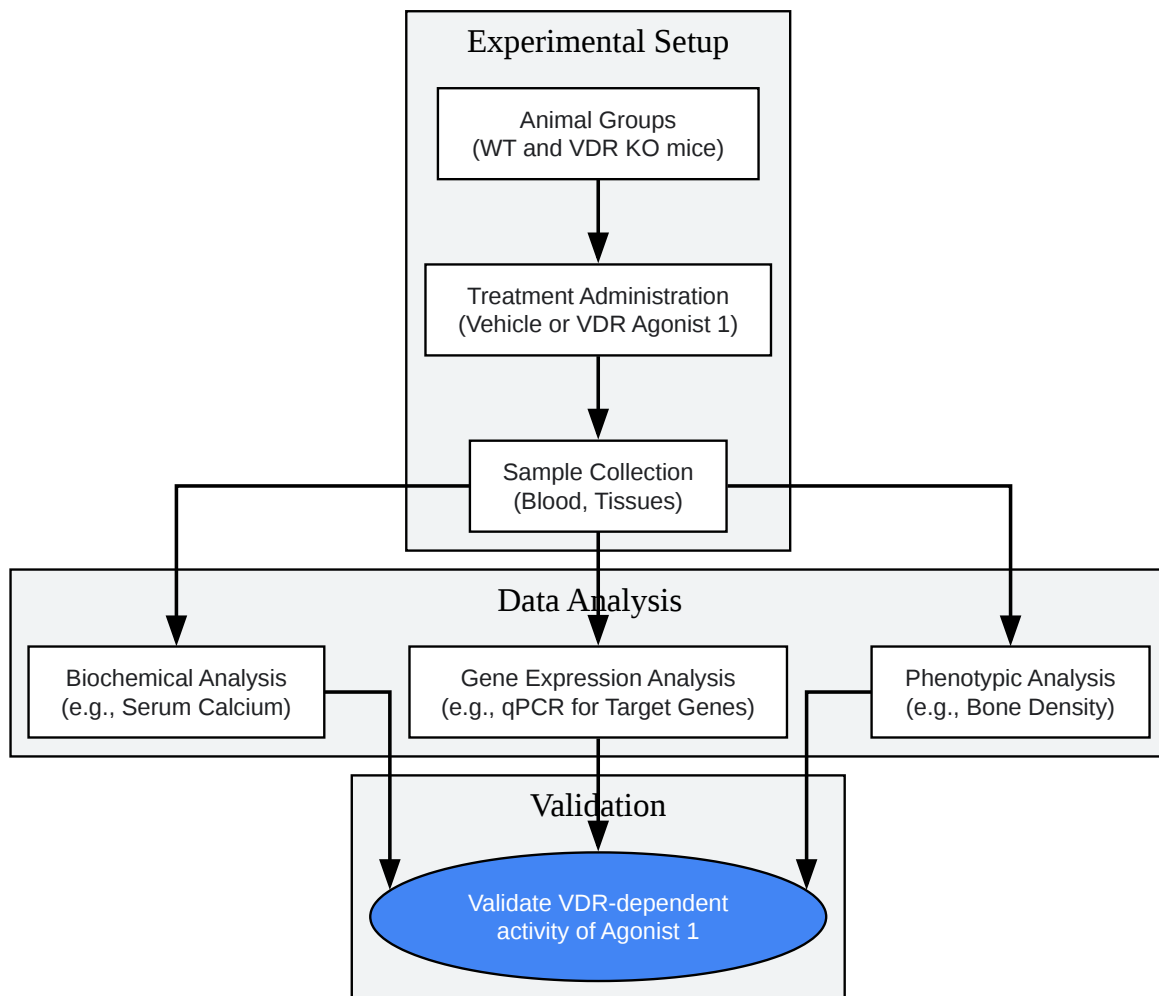 Experimental Setup
Animal Groups
(WT and VDR KO mice)
Treatment Administration
(Vehicle or VDR Agonist 1)
Sample Collection
(Blood, Tissues)
Data Analysis
Biochemical Analysis
(e.g., Serum Calcium)
Gene Expression Analysis
(e.g., qPCR for Target Genes)
Phenotypic Analysis
(e.g., Bone Density)
Validation
Validate VDR-dependent
activity of Agonist 1